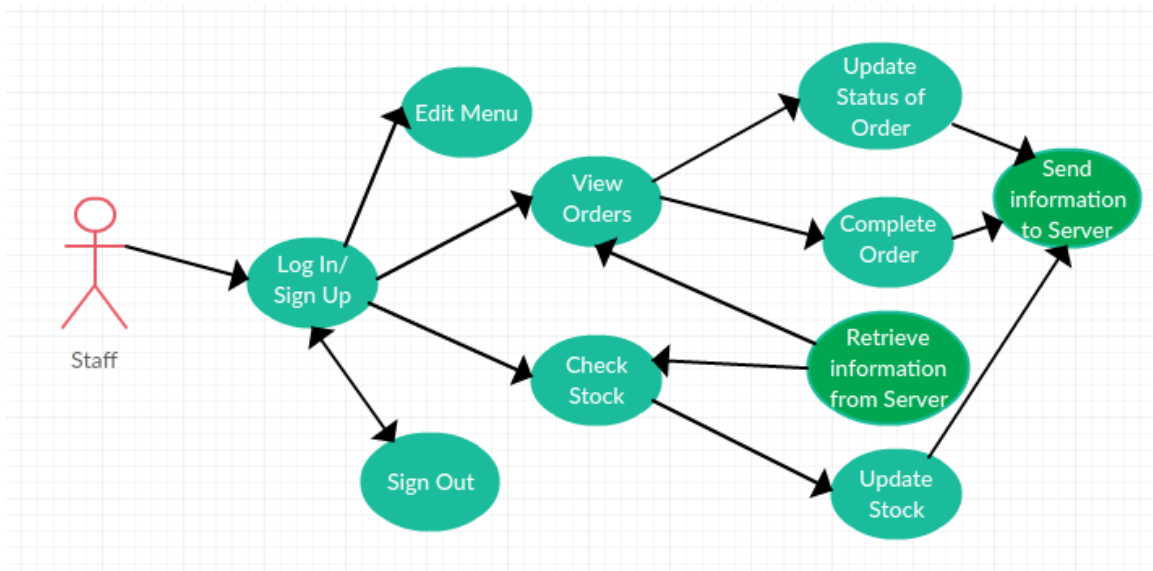 Update
Status of
Order
Edit Menu
Send
information
to Server
View
Orders
Complete
Order
Log In/
Sign Up
Staff
Retrieve
information
from Server
Check
Stock
Sign Out
Update
Stock